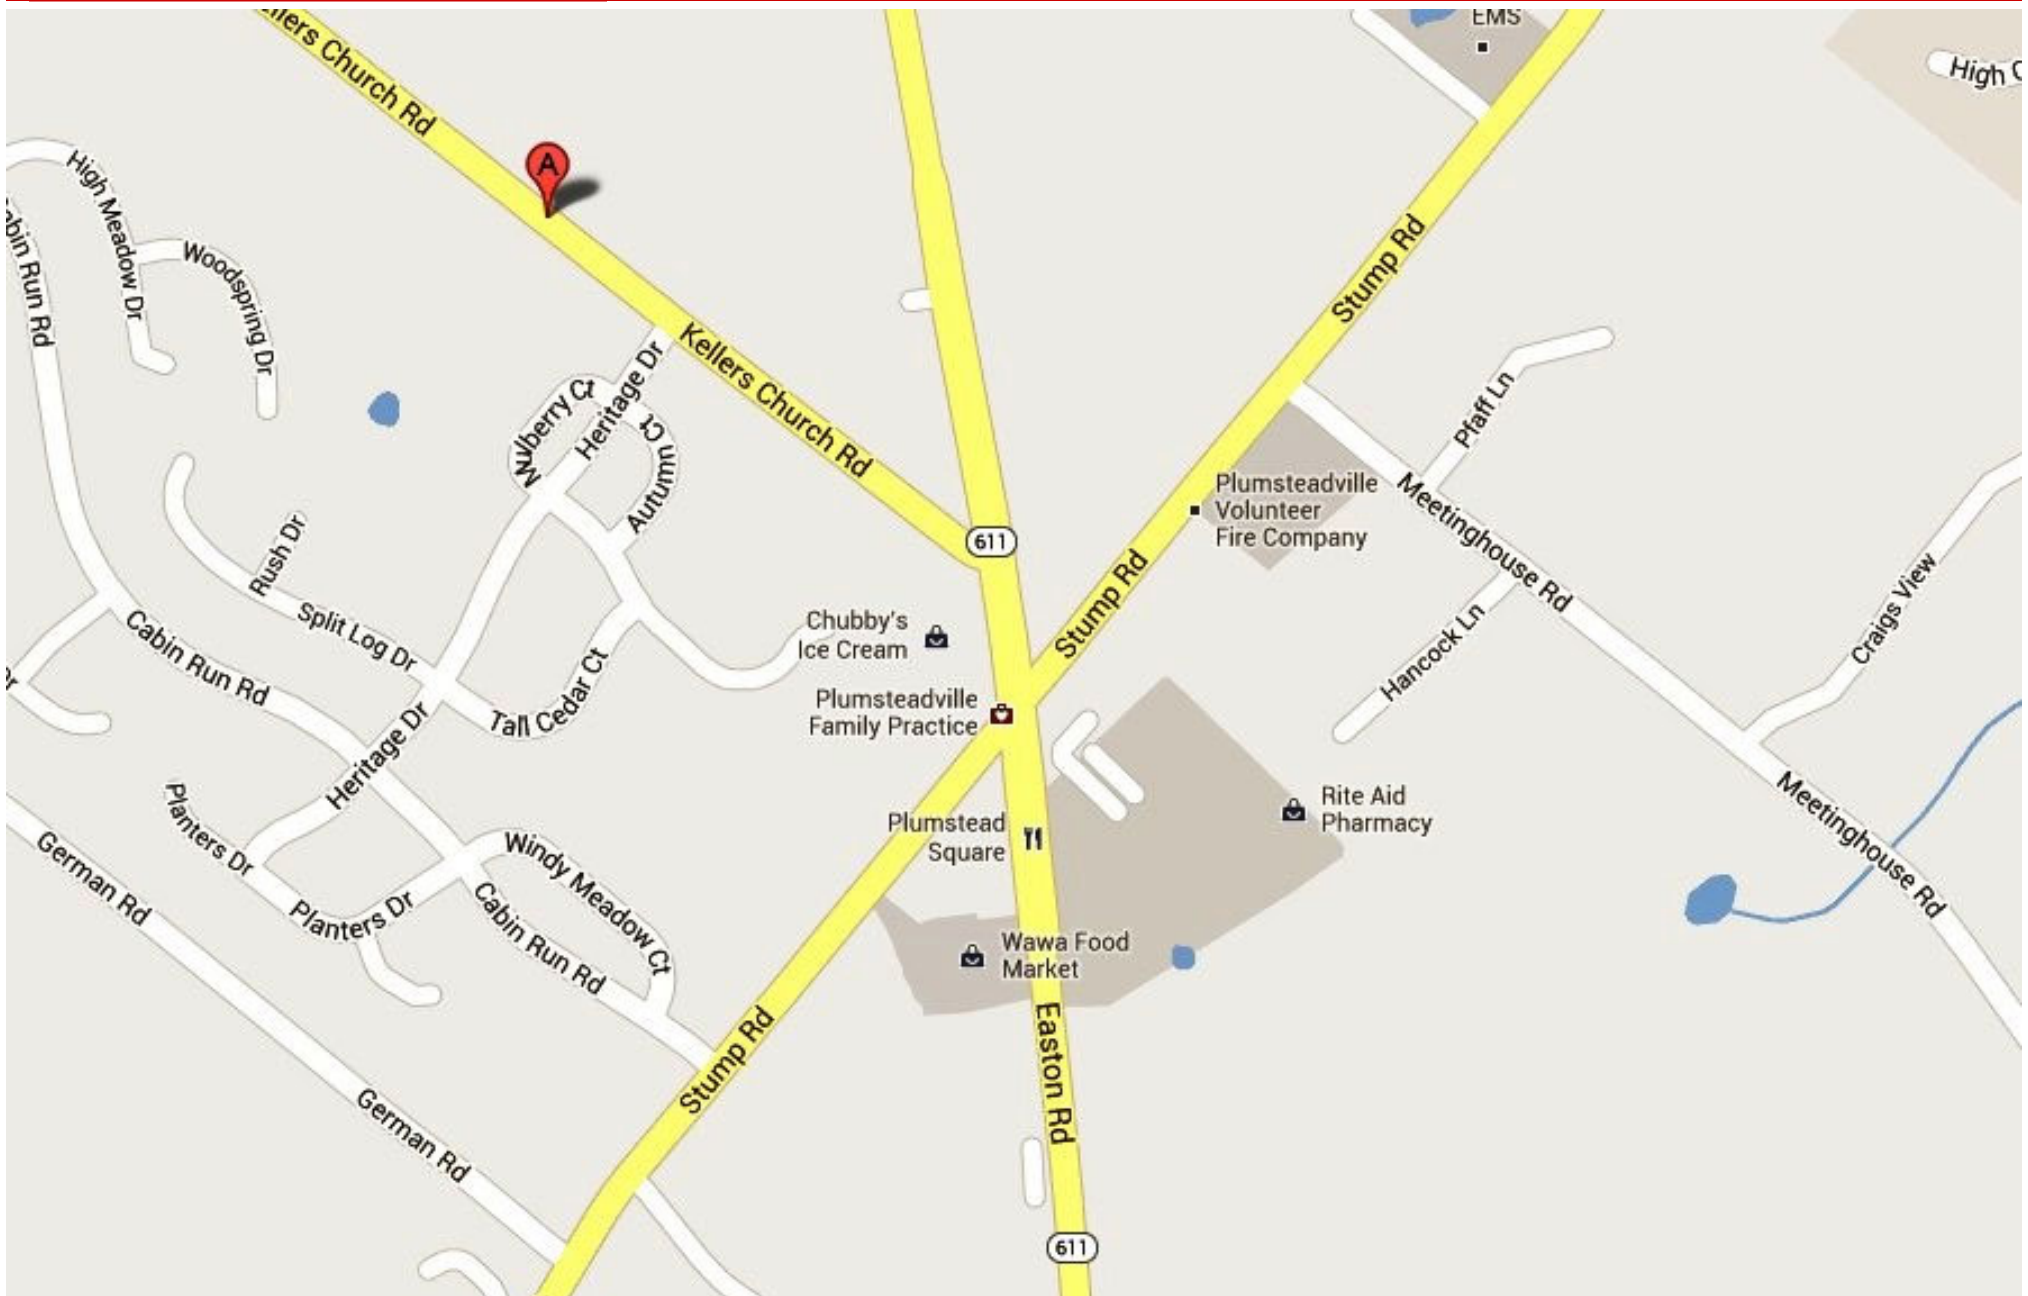 EMS
High
Church Rd
A
High Meadow Dr
Woodspring Dr
Run Rd
Stump Rd
Kellers Church Rd
Heritage Dr
Mulberry Ct
Autumn Ct
Pfaff Ln
Plumsteadville
Volunteer
Fire Company
Meetinghouse Rd
611
Rush Dr
Split Log Dr
Cabin Run Rd
Stump Rd
Chubby's
Ice Cream
Hancock Ln
Craigs View
Tall Cedar Ct
Plumsteadville
Family Practice
Heritage Dr
Planters Dr
Rite Aid
Pharmacy
Meetinghouse Rd
Plumstead
Square
German Rd
Windy Meadow Ct
Planters Dr
Cabin Run Rd
Wawa Food
Market
Stump Rd
Easton Rd
German Rd
611